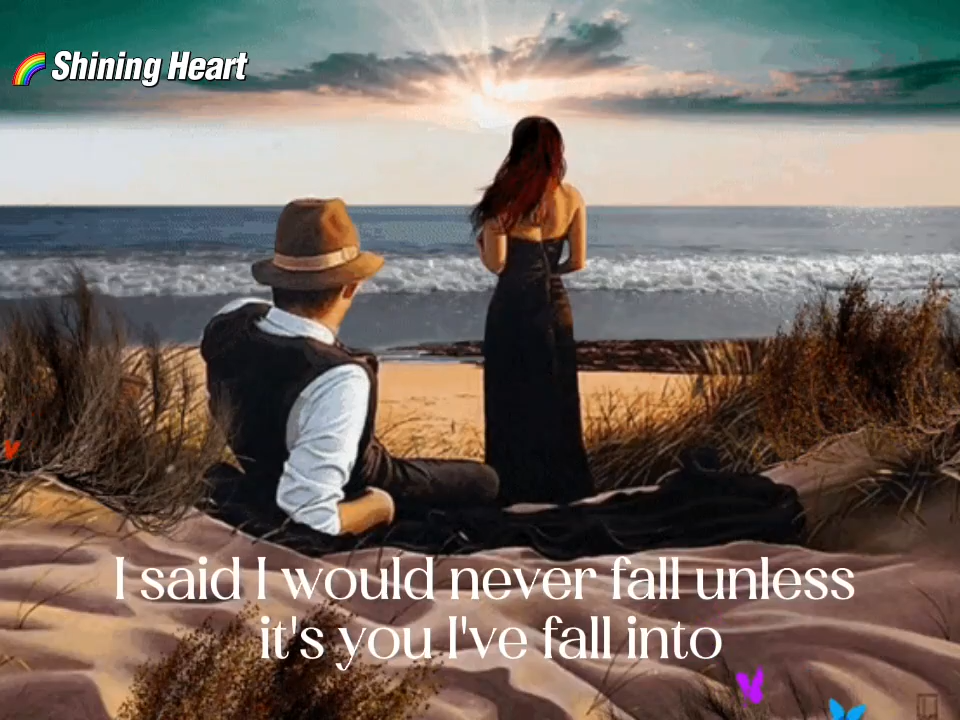 Shining Heart
I said I would never fall unless
it's you I've fall into